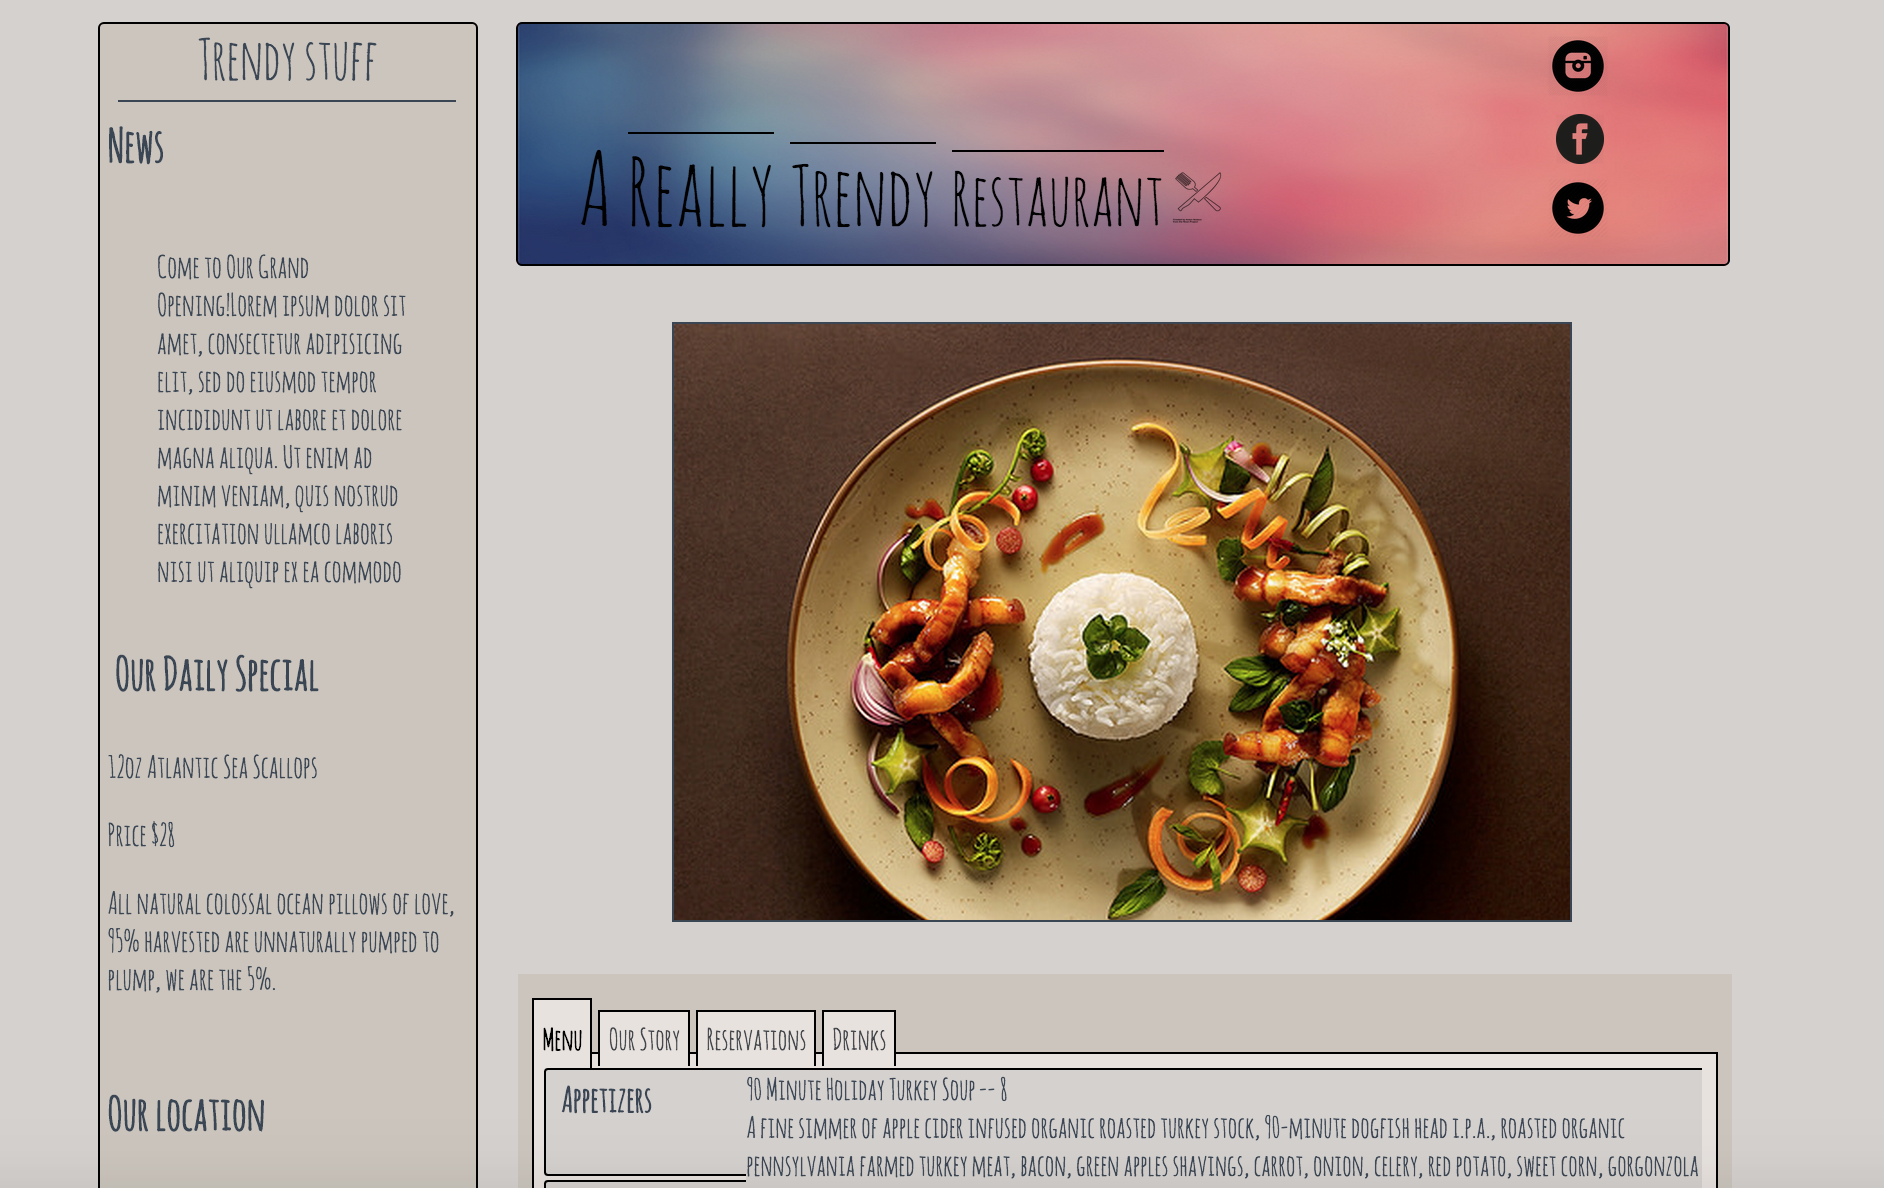 Trendy stuff
News
Come to Our Grand
Opening!Lorem ipsum dolor sit
amet, consectetur adipisicing
elit, sed do eiusmod tempor
incididunt ut labore et dolore
magna aliqua. Ut enim ad
minim veniam, quis nostrud
exercitation ullamco laboris
nisi ut aliquip ex ea commodo
Our Daily Special
12oz Atlantic Sea Scallops
Price $28
All natural colossal ocean pillows of love,
95% harvested are unnaturally pumped to
plump, we are the 5%.
Our location
A Really Trendy Restaurant
Menu
Our Story
Reservations
Drinks
Appetizers
90 Minute Holiday Turkey Soup -- 8
A fine simmer of apple cider infused organic roasted turkey stock, 90-minute dogfish head i.p.a., roasted organic
pennsylvania farmed turkey meat, bacon, green apples shavings, carrot, onion, celery, red potato, sweet corn, gorgonzola